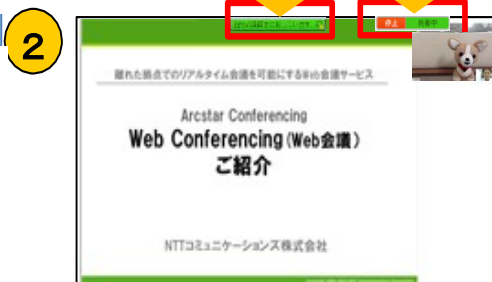 2
停止 共有中
離れた拠点でのリアルタイム会議を可能にするWeb会議サービス
Arcstar Conferencing
Web Conferencing(Web会議)
ご紹介
NTTコミュニケーションズ株式会社